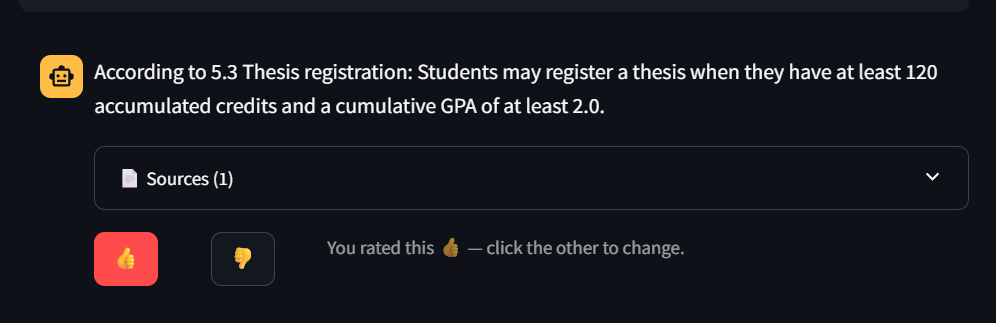 According to 5.3 Thesis registration: Students may register a thesis when they have at least 120
accumulated credits and a cumulative GPA of at least 2.0.
Sources (1)
You rated this 👍 — click the other to change.